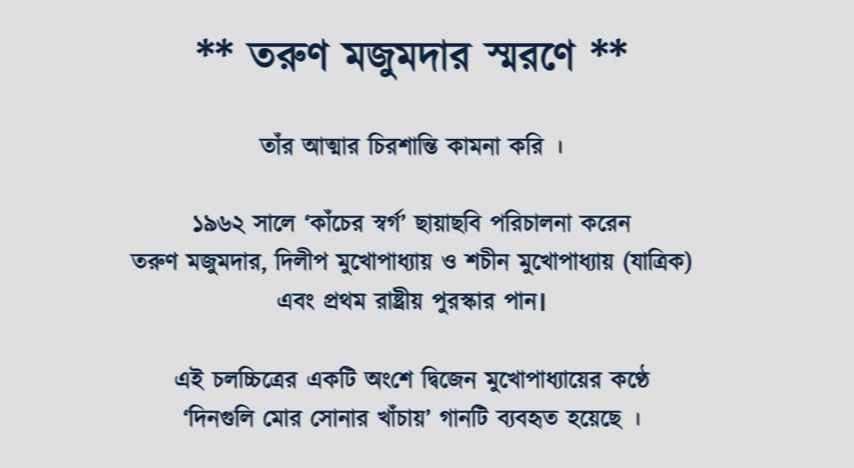 ** তরুণ মজুমদার স্মরণে **
তাঁর আত্মার চিরশান্তি কামনা করি ।
১৯৬২ সালে ‘কাঁচের স্বর্গ’ ছায়াছবি পরিচালনা করেন
তরুণ মজুমদার, দিলীপ মুখোপাধ্যায় ও শচীন মুখোপাধ্যায় (যাত্রিক)
এবং প্রথম রাষ্ট্রীয় পুরস্কার পান।
এই চলচ্চিত্রের একটি অংশে দ্বিজেন মুখোপাধ্যায়ের কণ্ঠে
‘দিনগুলি মোর সোনার খাঁচায়’ গানটি ব্যবহৃত হয়েছে ।